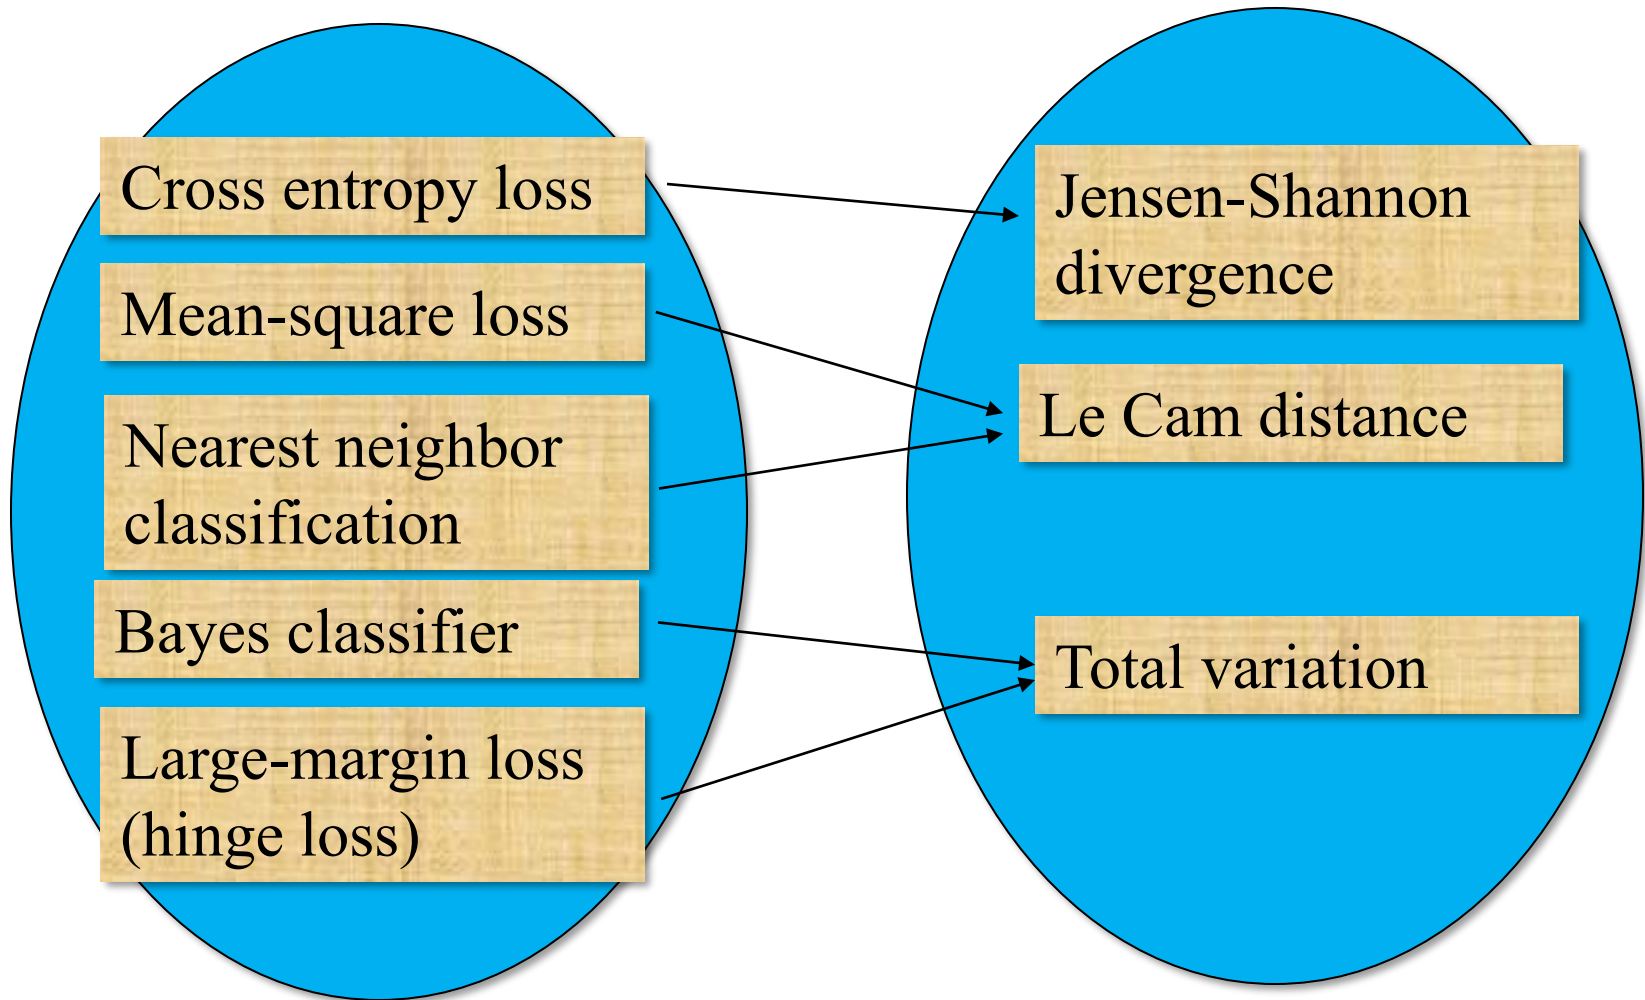 Cross entropy loss
Mean-square loss
Nearest neighbor
classification
Bayes classifier
Large-margin loss
(hinge loss)
Jensen-Shannon
divergence
Le Cam distance
Total variation